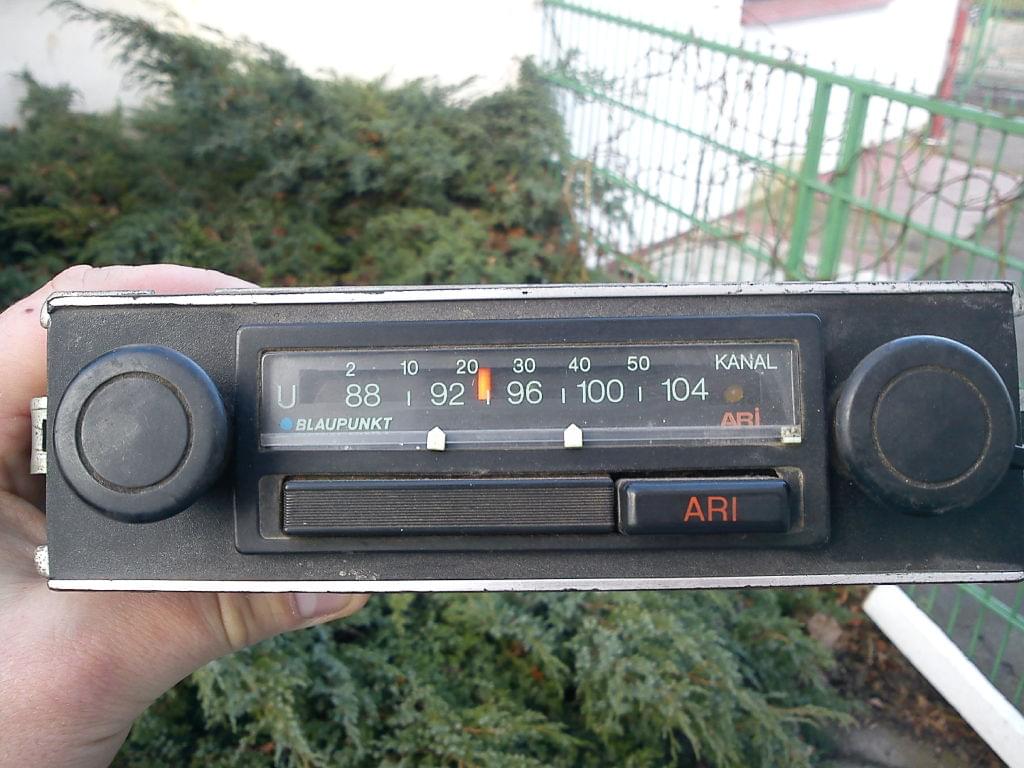 2 10 20 30 40 50 KANAL
U 88 92 96 100 104
BLAUPUNKT ARI
ARI